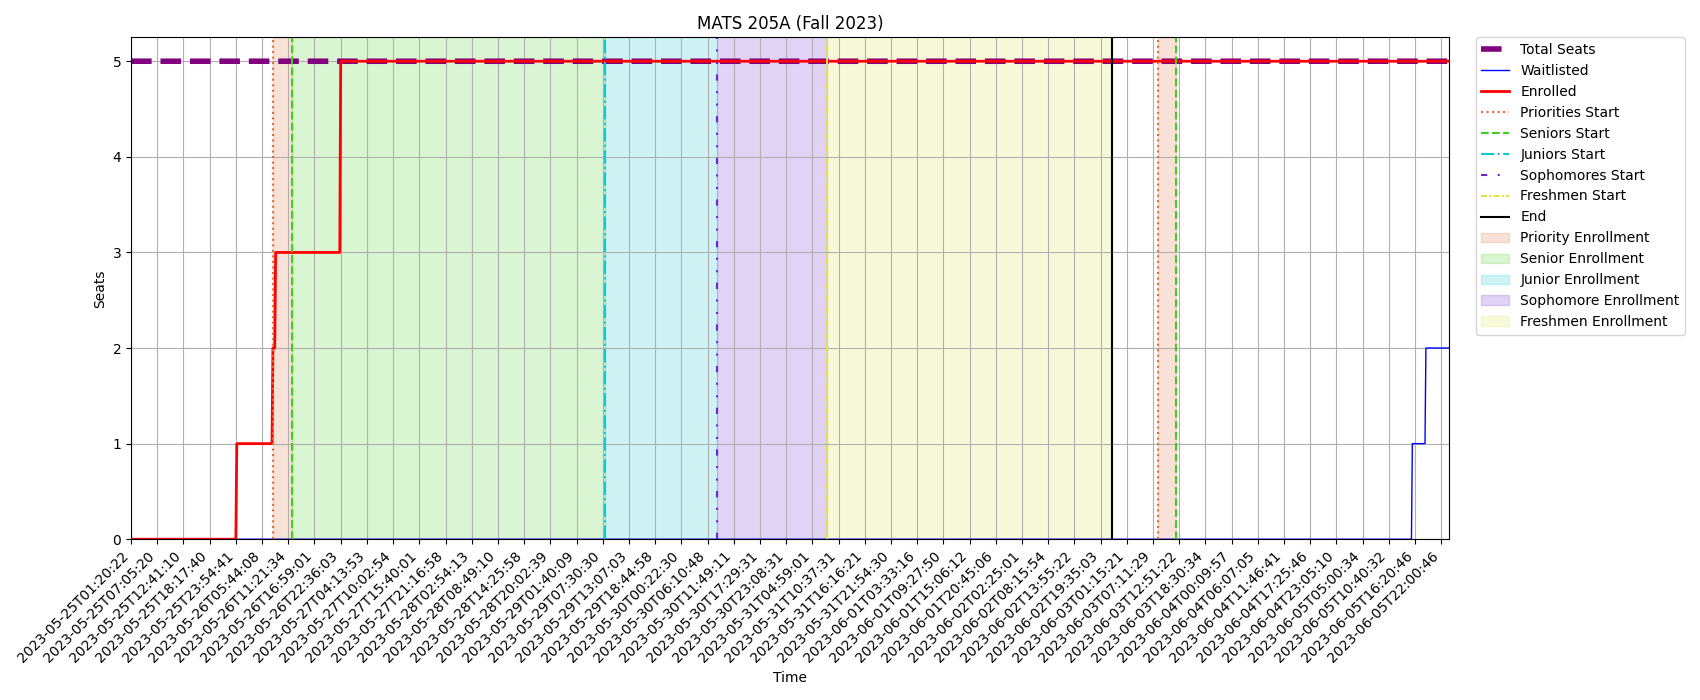 MATS 205A (Fall 2023)
Seats
5
4
3
2
1
0
2023-05-25T01:20:22
2023-05-25T07:05:20
2023-05-25T12:41:10
2023-05-25T18:17:40
2023-05-25T23:54:41
2023-05-26T05:44:08
2023-05-26T11:21:34
2023-05-26T16:59:01
2023-05-26T22:36:03
2023-05-27T04:13:53
2023-05-27T10:02:54
2023-05-27T15:40:01
2023-05-27T21:16:58
2023-05-28T02:54:13
2023-05-28T08:49:10
2023-05-28T14:25:58
2023-05-28T20:02:39
2023-05-29T01:40:09
2023-05-29T07:30:30
2023-05-29T13:07:03
2023-05-29T18:44:58
2023-05-30T00:22:30
2023-05-30T06:10:48
2023-05-30T11:49:11
2023-05-30T17:29:31
2023-05-30T23:08:31
2023-05-31T04:59:01
2023-05-31T10:37:31
2023-05-31T16:16:21
2023-05-31T21:54:30
2023-06-01T03:33:16
2023-06-01T09:27:50
2023-06-01T15:06:12
2023-06-01T20:45:06
2023-06-02T02:25:01
2023-06-02T08:15:54
2023-06-02T13:55:22
2023-06-02T19:35:03
2023-06-03T01:15:21
2023-06-03T07:11:29
2023-06-03T12:51:22
2023-06-03T18:30:34
2023-06-04T00:09:57
2023-06-04T06:07:05
2023-06-04T11:46:41
2023-06-04T17:25:46
2023-06-04T23:05:10
2023-06-05T05:00:34
2023-06-05T10:40:32
2023-06-05T16:20:46
2023-06-05T22:00:46
Time
Total Seats
Waitlisted
Enrolled
Priorities Start
Seniors Start
Juniors Start
Sophomores Start
Freshmen Start
End
Priority Enrollment
Senior Enrollment
Junior Enrollment
Sophomore Enrollment
Freshmen Enrollment